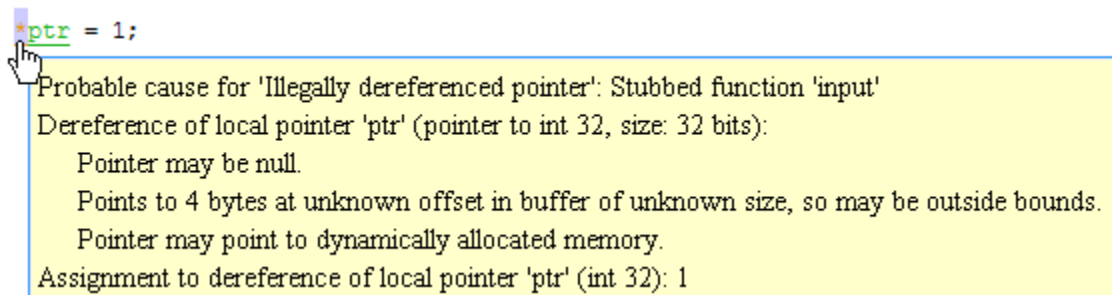 *ptr = 1;
Probable cause for 'Illegally dereferenced pointer': Stubbed function 'input'
Dereference of local pointer 'ptr' (pointer to int 32, size: 32 bits):
Pointer may be null.
Points to 4 bytes at unknown offset in buffer of unknown size, so may be outside bounds.
Pointer may point to dynamically allocated memory.
Assignment to dereference of local pointer 'ptr' (int 32): 1